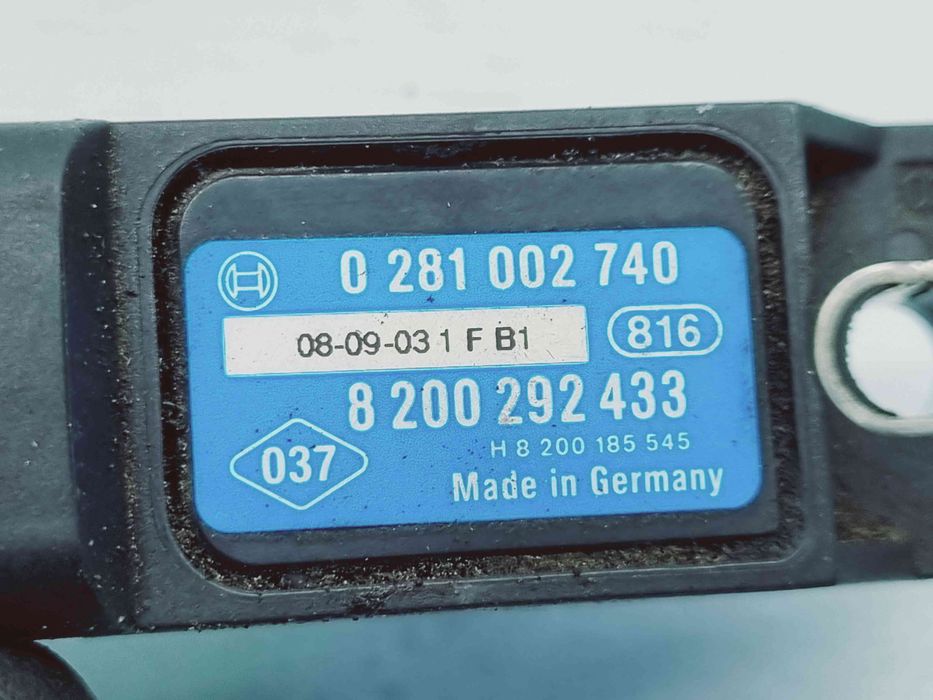 0 281 002 740
08-09-03 1 F B1
816
8 200 292 433
H 8 200 185 545
037
Made in Germany